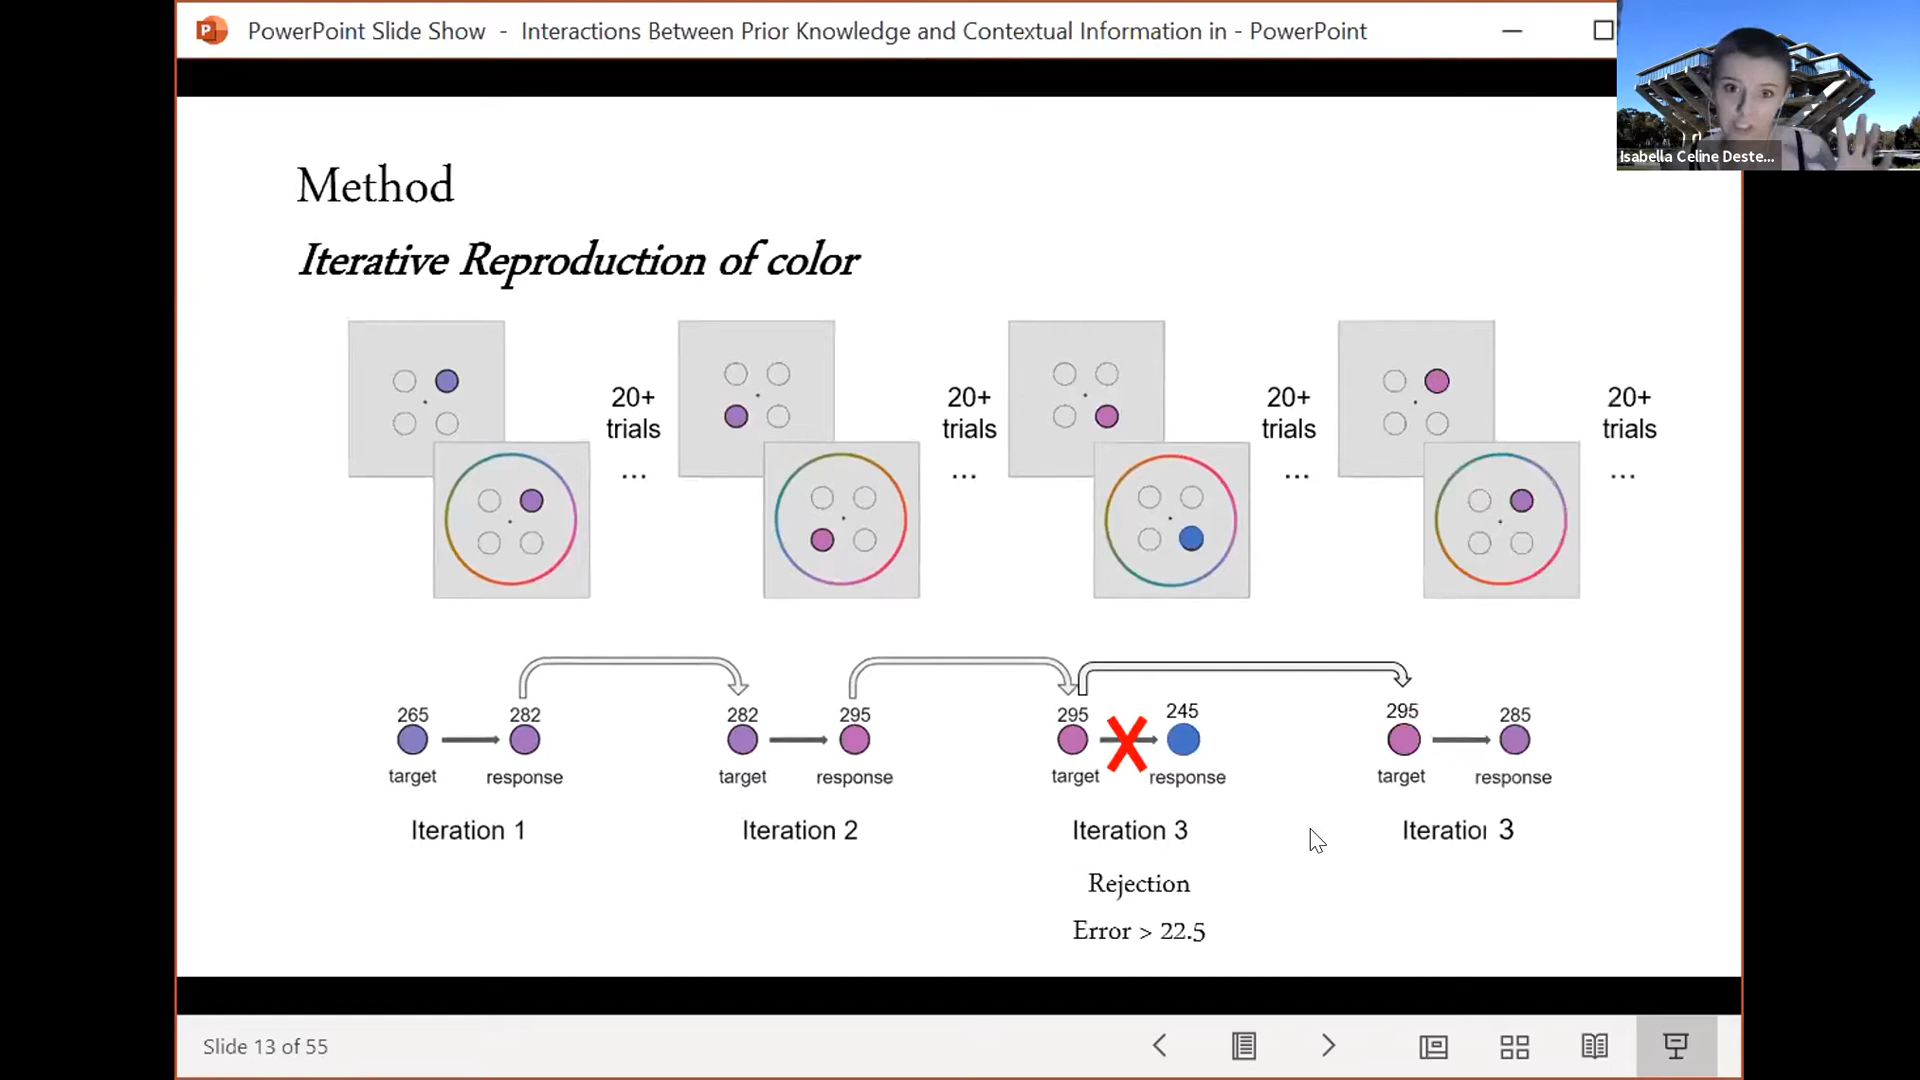 PowerPoint Slide Show - Interactions Between Prior Knowledge and Contextual Information in - PowerPoint
Isabella Celine Deste...
Method
Iterative Reproduction of color
20+ trials ...
20+ trials ...
20+ trials ...
20+ trials ...
265 282 282 295 295 245 295 285
target response target response target response target response
Iteration 1 Iteration 2 Iteration 3 Iteration 3
Rejection
Error > 22.5
Slide 13 of 55